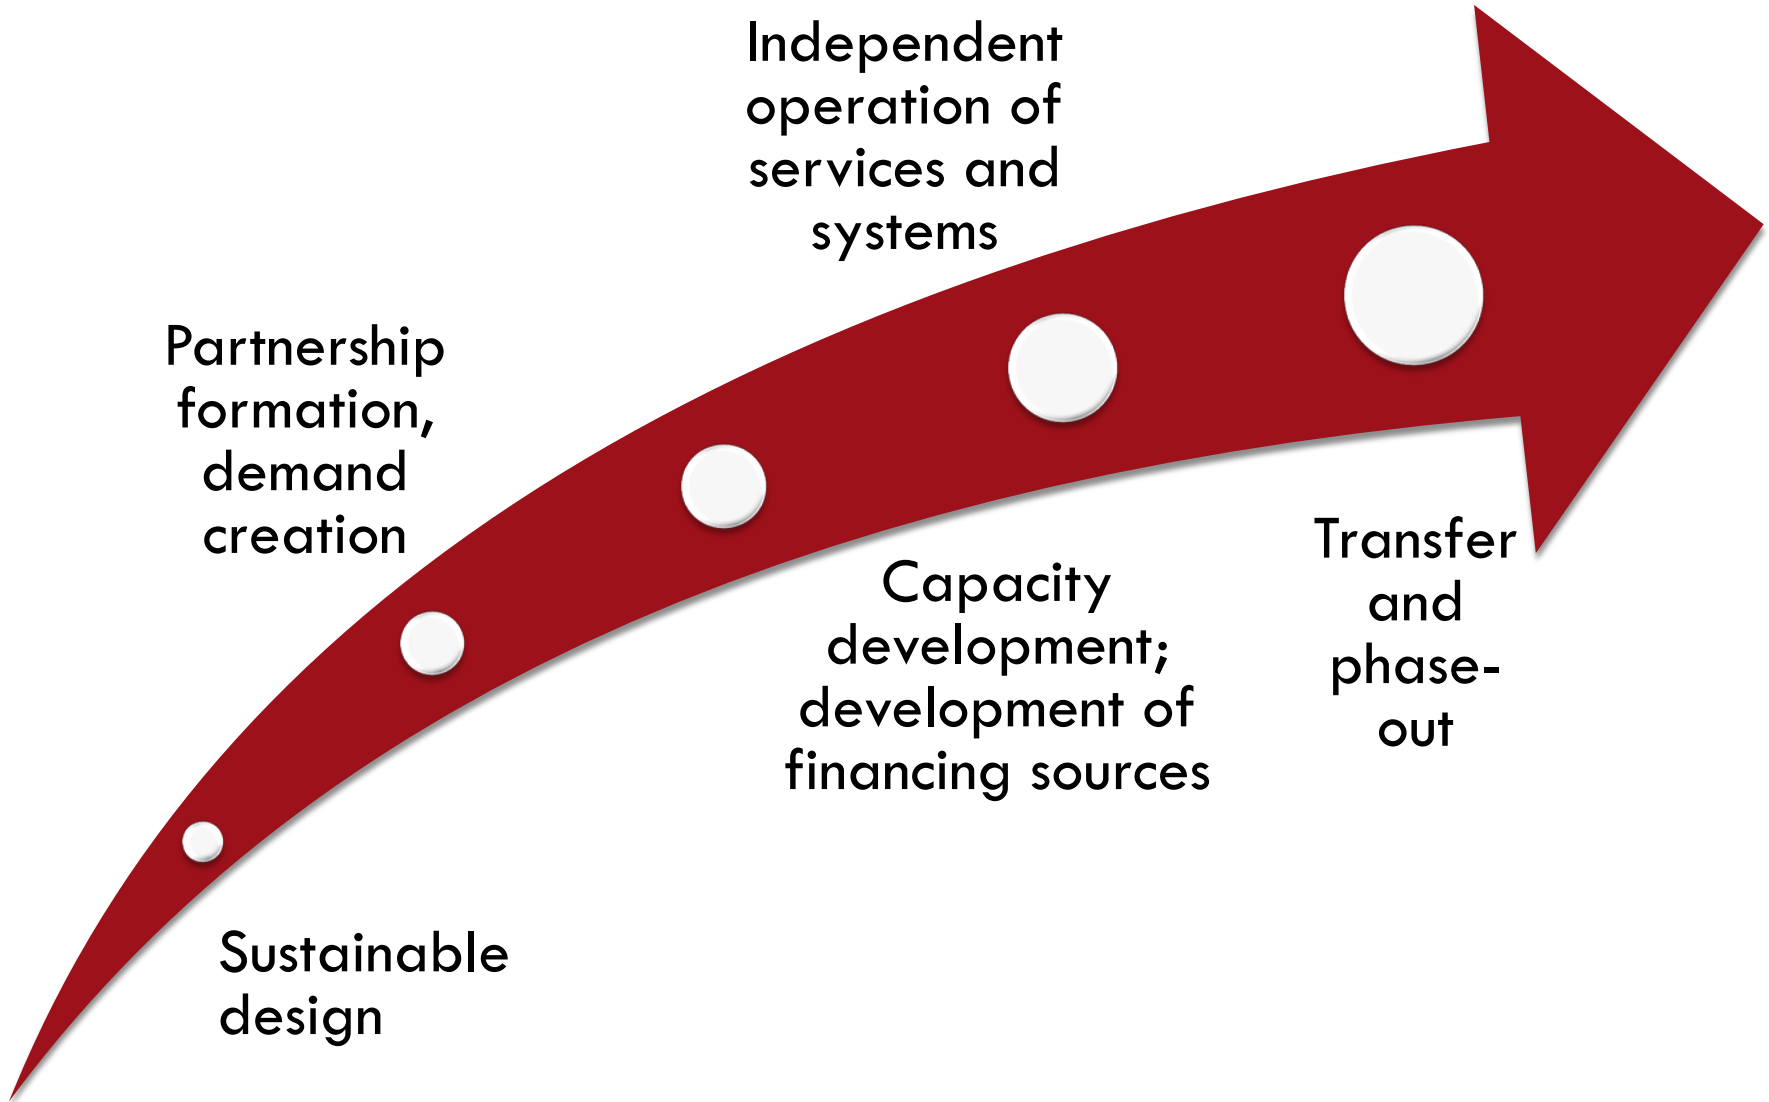 Independent
operation of
services and
systems
Partnership
formation,
demand
creation
Transfer
and
phase-
out
Capacity
development;
development of
financing sources
Sustainable
design